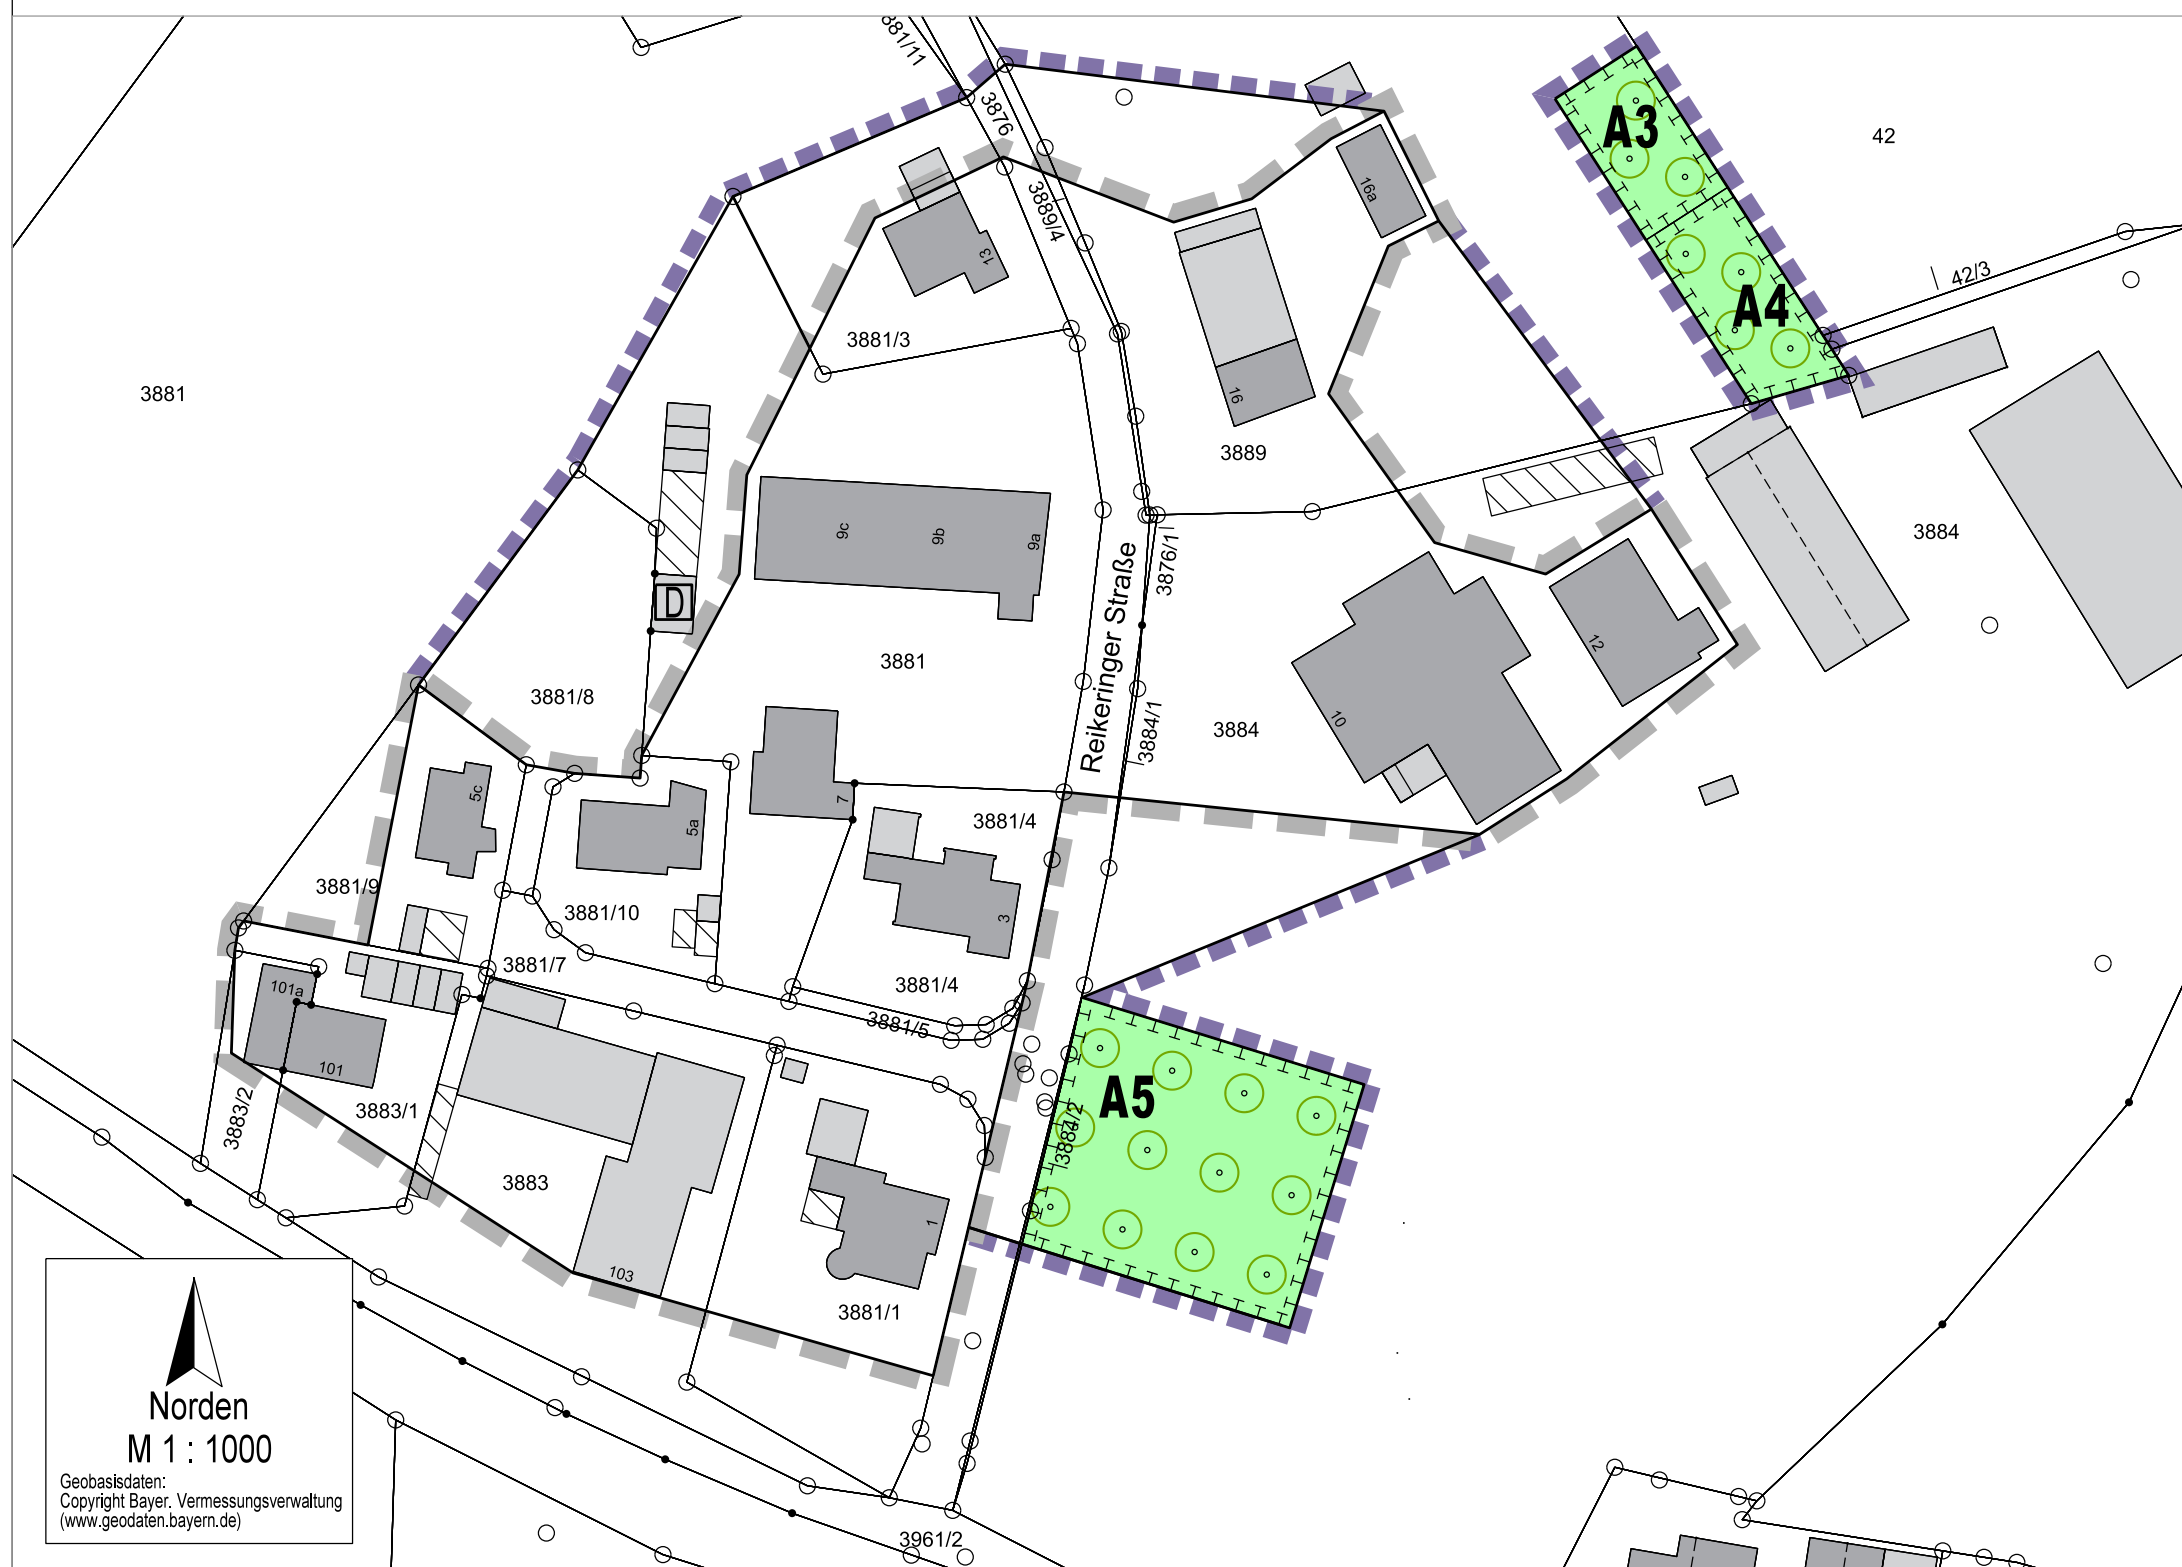 3881/11
3876
3889/4
A3
42
16a
13
A4
42/3
3881/3
3881
16
3889
9c
9b
9a
3876/1
3884
D
Reikeringer Straße
12
3881
3881/8
3884/1
3884
10
5c
5a
7
3881/4
3881/9
3881/10
3
3881/7
3881/4
101a
3881/5
101
A5
3883/2
3883/1
3884/2
3883
1
103
3881/1
Norden
M 1 : 1000
Geobasisdaten:
Copyright Bayer. Vermessungsverwaltung
(www.geodaten.bayern.de)
3961/2